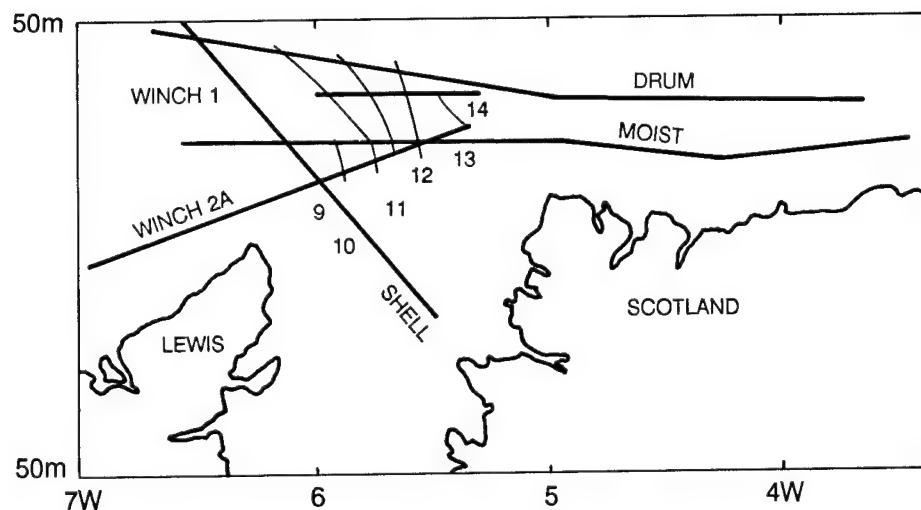 50m
DRUM
WINCH 1
14
MOIST
13
12
WINCH 2A
11
9
10
SHELL
SCOTLAND
LEWIS
50m
7W
6
5
4W